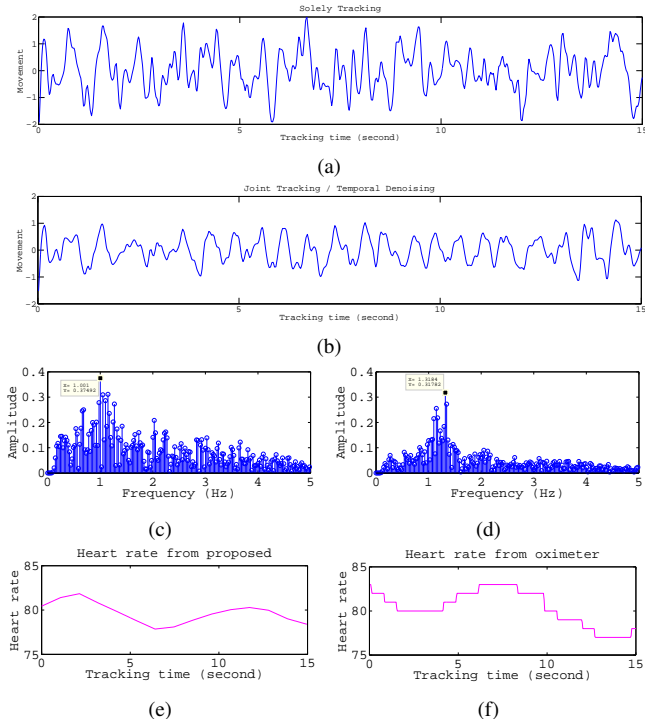 Solely Tracking
2
1
0
-1
-2
Movement
0 5 10 15
Tracking time (second)
(a)
Joint Tracking / Temporal Denoising
2
1
0
-1
-2
Movement
0 5 10 15
Tracking time (second)
(b)
0.4
0.3
0.2
0.1
0
Amplitude
X= 1.001
Y= 0.37492
0 1 2 3 4 5
Frequency (Hz)
(c)
0.4
0.3
0.2
0.1
0
Amplitude
X= 1.3184
Y= 0.31782
0 1 2 3 4 5
Frequency (Hz)
(d)
Heart rate from proposed
85
80
75
Heart rate
0 5 10 15
Tracking time (second)
(e)
Heart rate from oximeter
85
80
75
Heart rate
0 5 10 15
Tracking time (second)
(f)